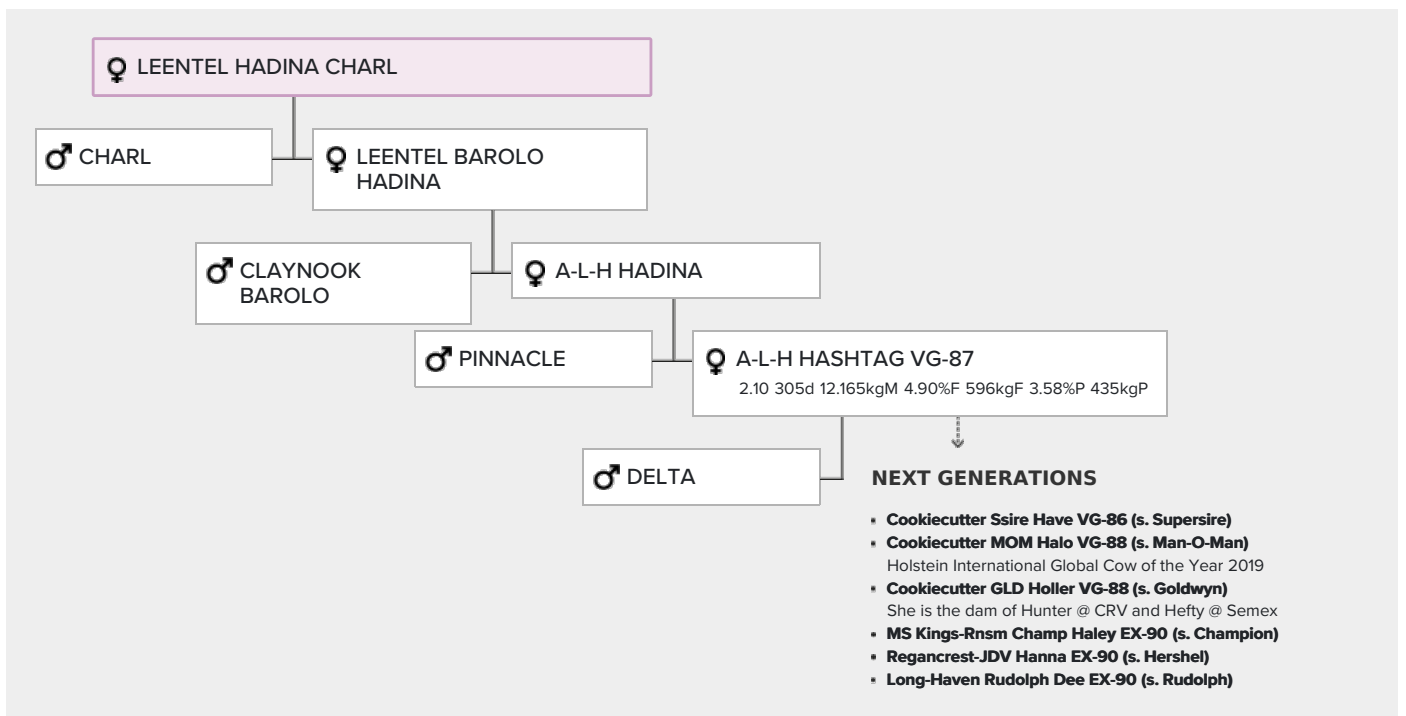 LEENTEL HADINA CHARL
CHARL
LEENTEL BAROLO
HADINA
CLAYNOOK
BAROLO
A-L-H HADINA
PINNACLE
A-L-H HASHTAG VG-87
2.10 305d 12.165kgM 4.90%F 596kgF 3.58%P 435kgP
DELTA
NEXT GENERATIONS
Cookiecutter Ssire Have VG-86 (s. Supersire)
Cookiecutter MOM Halo VG-88 (s. Man-O-Man)
Holstein International Global Cow of the Year 2019
Cookiecutter GLD Holler VG-88 (s. Goldwyn)
She is the dam of Hunter @ CRV and Hefty @ Semex
MS Kings-Rnsm Champ Haley EX-90 (s. Champion)
Regancrest-JDV Hanna EX-90 (s. Hershel)
Long-Haven Rudolph Dee EX-90 (s. Rudolph)